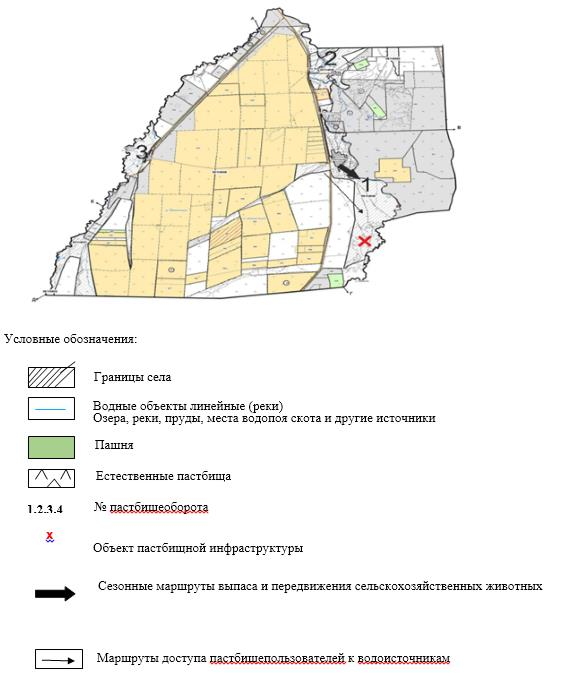 2
3
1
Условные обозначения:
Границы села
Водные объекты линейные (реки)
Озера, реки, пруды, места водопоя скота и другие источники
Пашня
Естественные пастбища
1.2.3.4 № пастбищеоборота
x
Объект пастбищной инфраструктуры
Сезонные маршруты выпаса и передвижения сельскохозяйственных животных
Маршруты доступа пастбищепользователей к водоисточникам